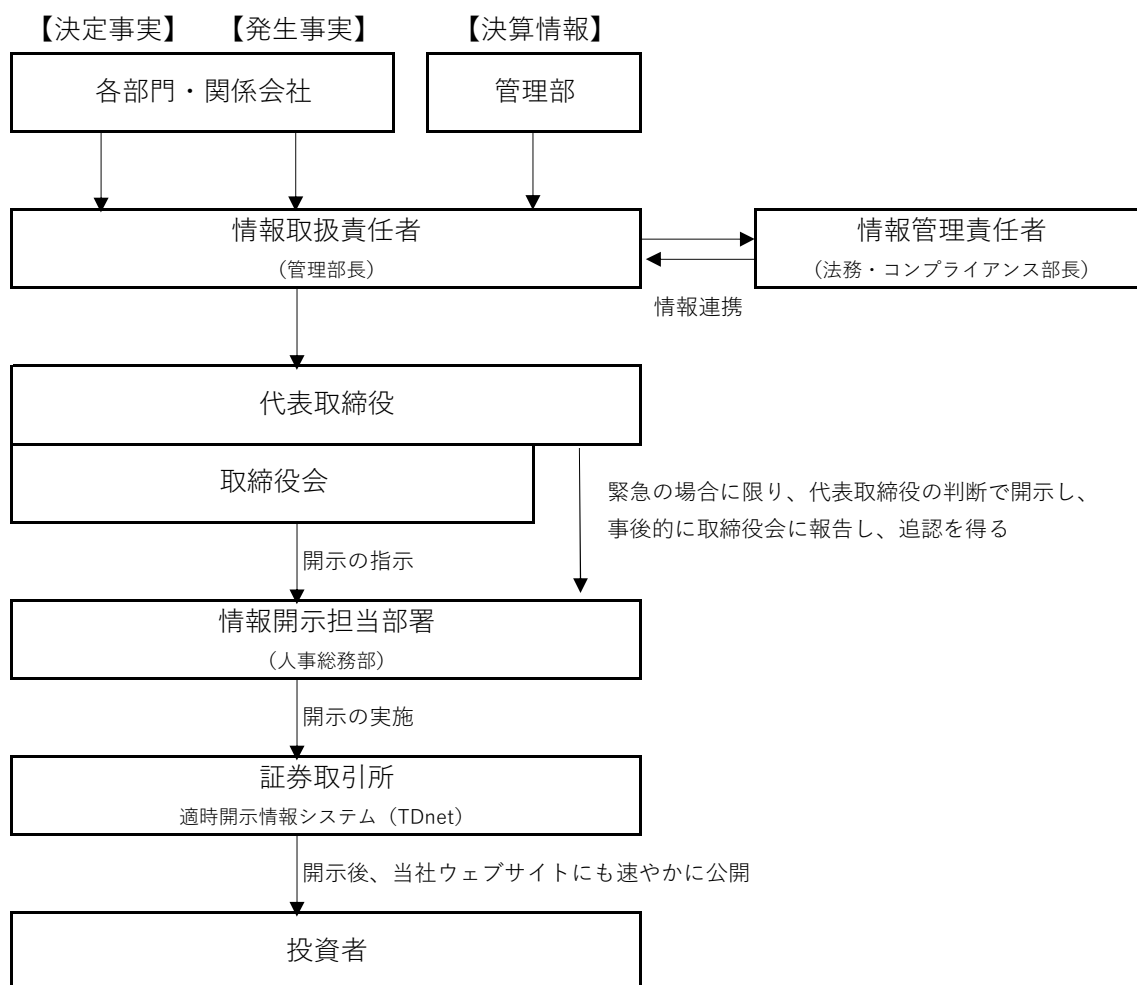 【決定事実】 【発生事実】 【決算情報】
各部門・関係会社 管理部
情報取扱責任者 情報管理責任者
（管理部長） （法務・コンプライアンス部長）
情報連携
代表取締役
取締役会
緊急の場合に限り、代表取締役の判断で開示し、
事後的に取締役会に報告し、追認を得る
開示の指示
情報開示担当部署
（人事総務部）
開示の実施
証券取引所
適時開示情報システム（TDnet）
開示後、当社ウェブサイトにも速やかに公開
投資者